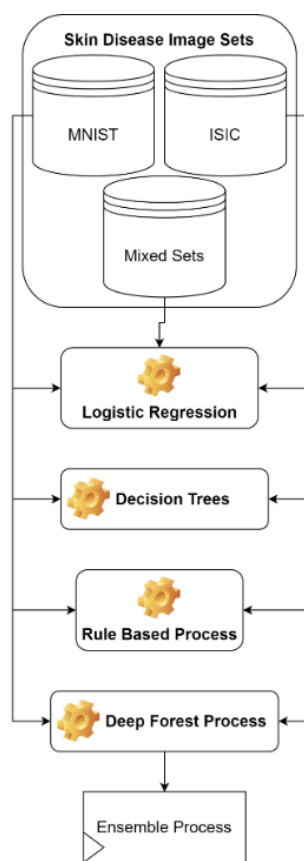 Skin Disease Image Sets
MNIST
ISIC
Mixed Sets
Logistic Regression
Decision Trees
Rule Based Process
Deep Forest Process
Ensemble Process